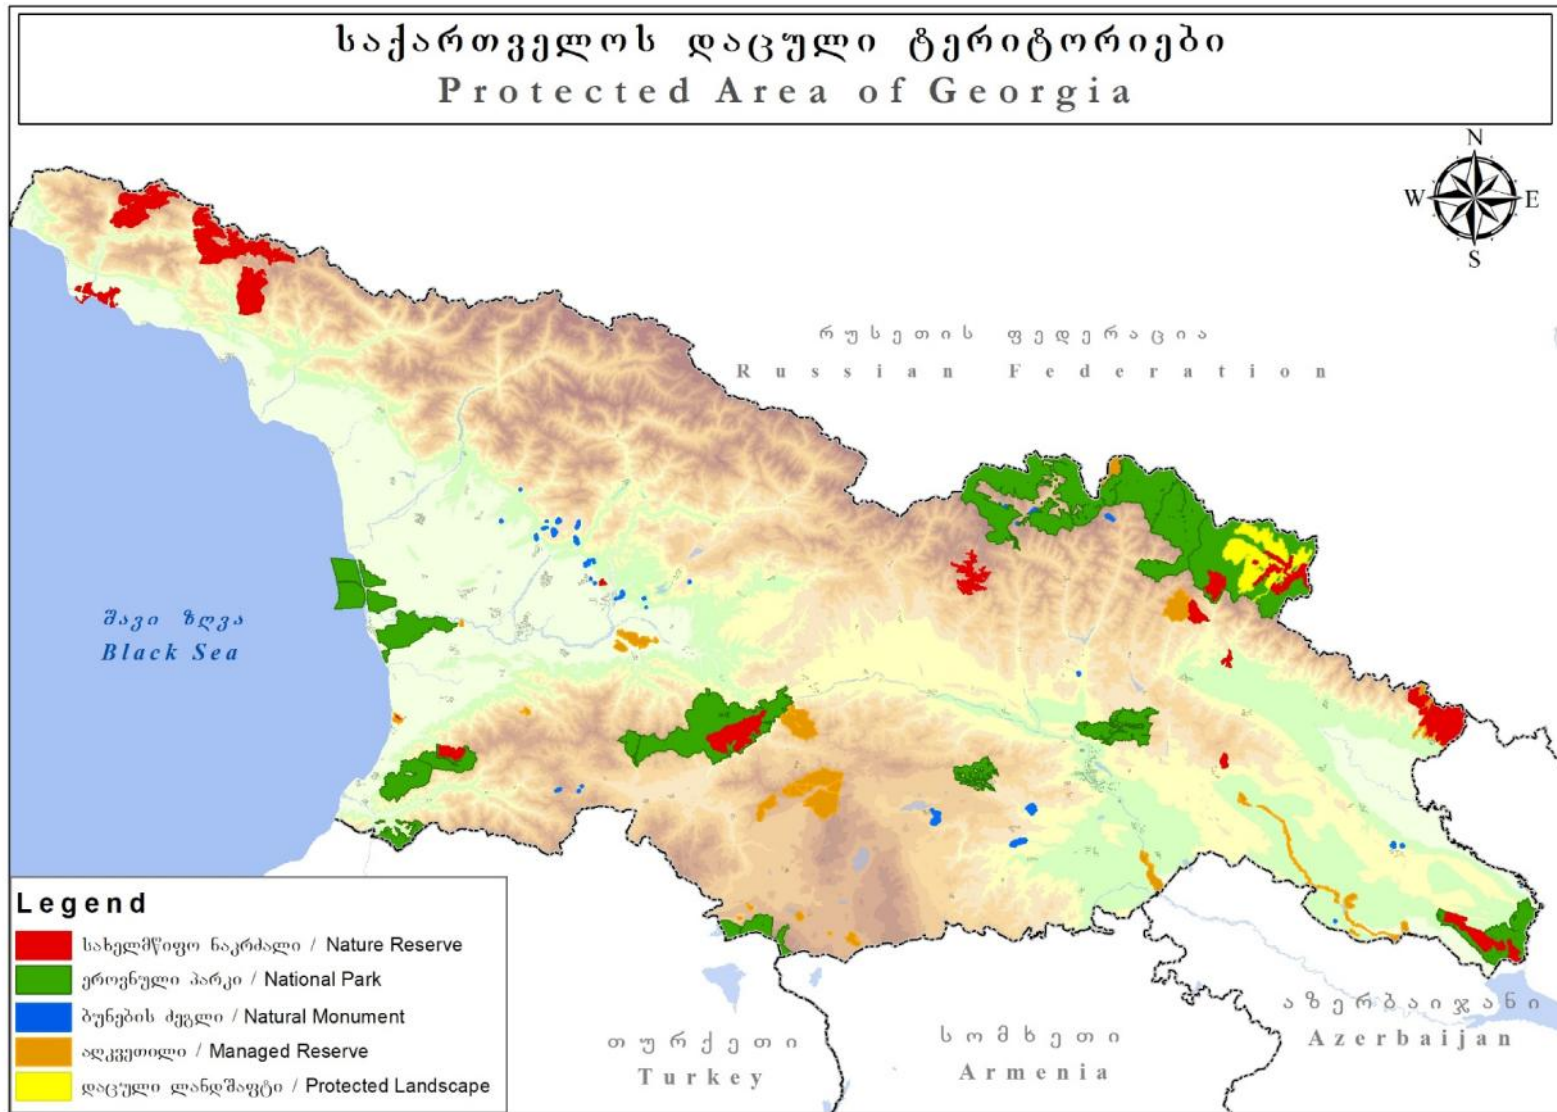 საქართველოს დაცული ტერიტორიები
Protected Area of Georgia
N
W
E
S
რუსეთის ფედერაცია
Russian Federation
შავი ზღვა
Black Sea
Legend
სახელმწიფო ნაკრძალი / Nature Reserve
ეროვნული პარკი / National Park
ბუნების ძეგლი / Natural Monument
აღკვეთილი / Managed Reserve
დაცული ლანდშაფტი / Protected Landscape
თურქეთი
Turkey
სომხეთი
Armenia
აზერბაიჯანი
Azerbaijan